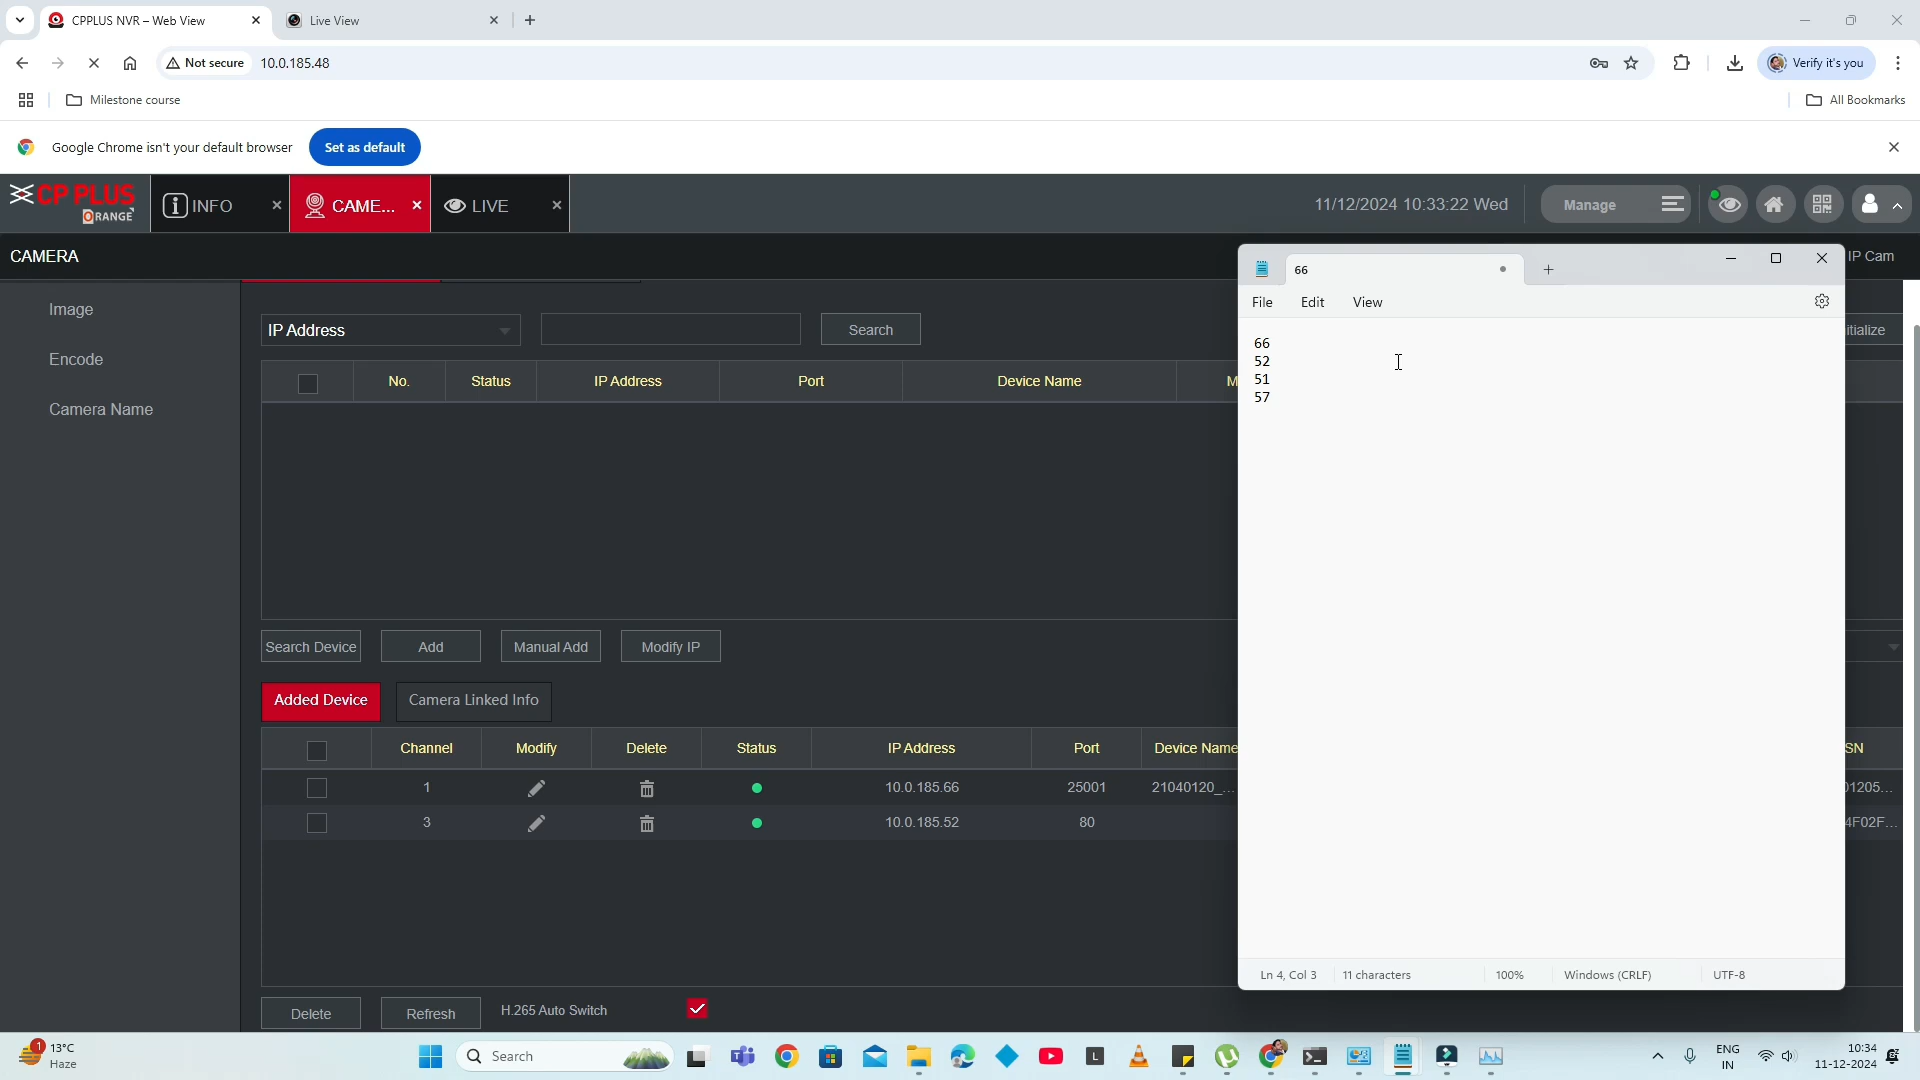 CPPLUS NVR – Web View
Live View
Not secure
10.0.185.48
Verify it's you
Milestone course
All Bookmarks
Google Chrome isn't your default browser
Set as default
CP PLUS
ORANGE
INFO
CAME...
LIVE
11/12/2024 10:33:22 Wed
Manage
CAMERA
IP Cam
66
File
Edit
View
Image
Encode
Camera Name
IP Address
Search
itialize
No.
Status
IP Address
Port
Device Name
M
66
52
51
57
Search Device
Add
Manual Add
Modify IP
Added Device
Camera Linked Info
Channel
Modify
Delete
Status
IP Address
Port
Device Name
SN
1
10.0.185.66
25001
21040120_...
01205...
3
10.0.185.52
80
4F02F...
Ln 4, Col 3
11 characters
100%
Windows (CRLF)
UTF-8
Delete
Refresh
H.265 Auto Switch
1
13°C
Haze
Search
L
ENG
IN
10:34
11-12-2024